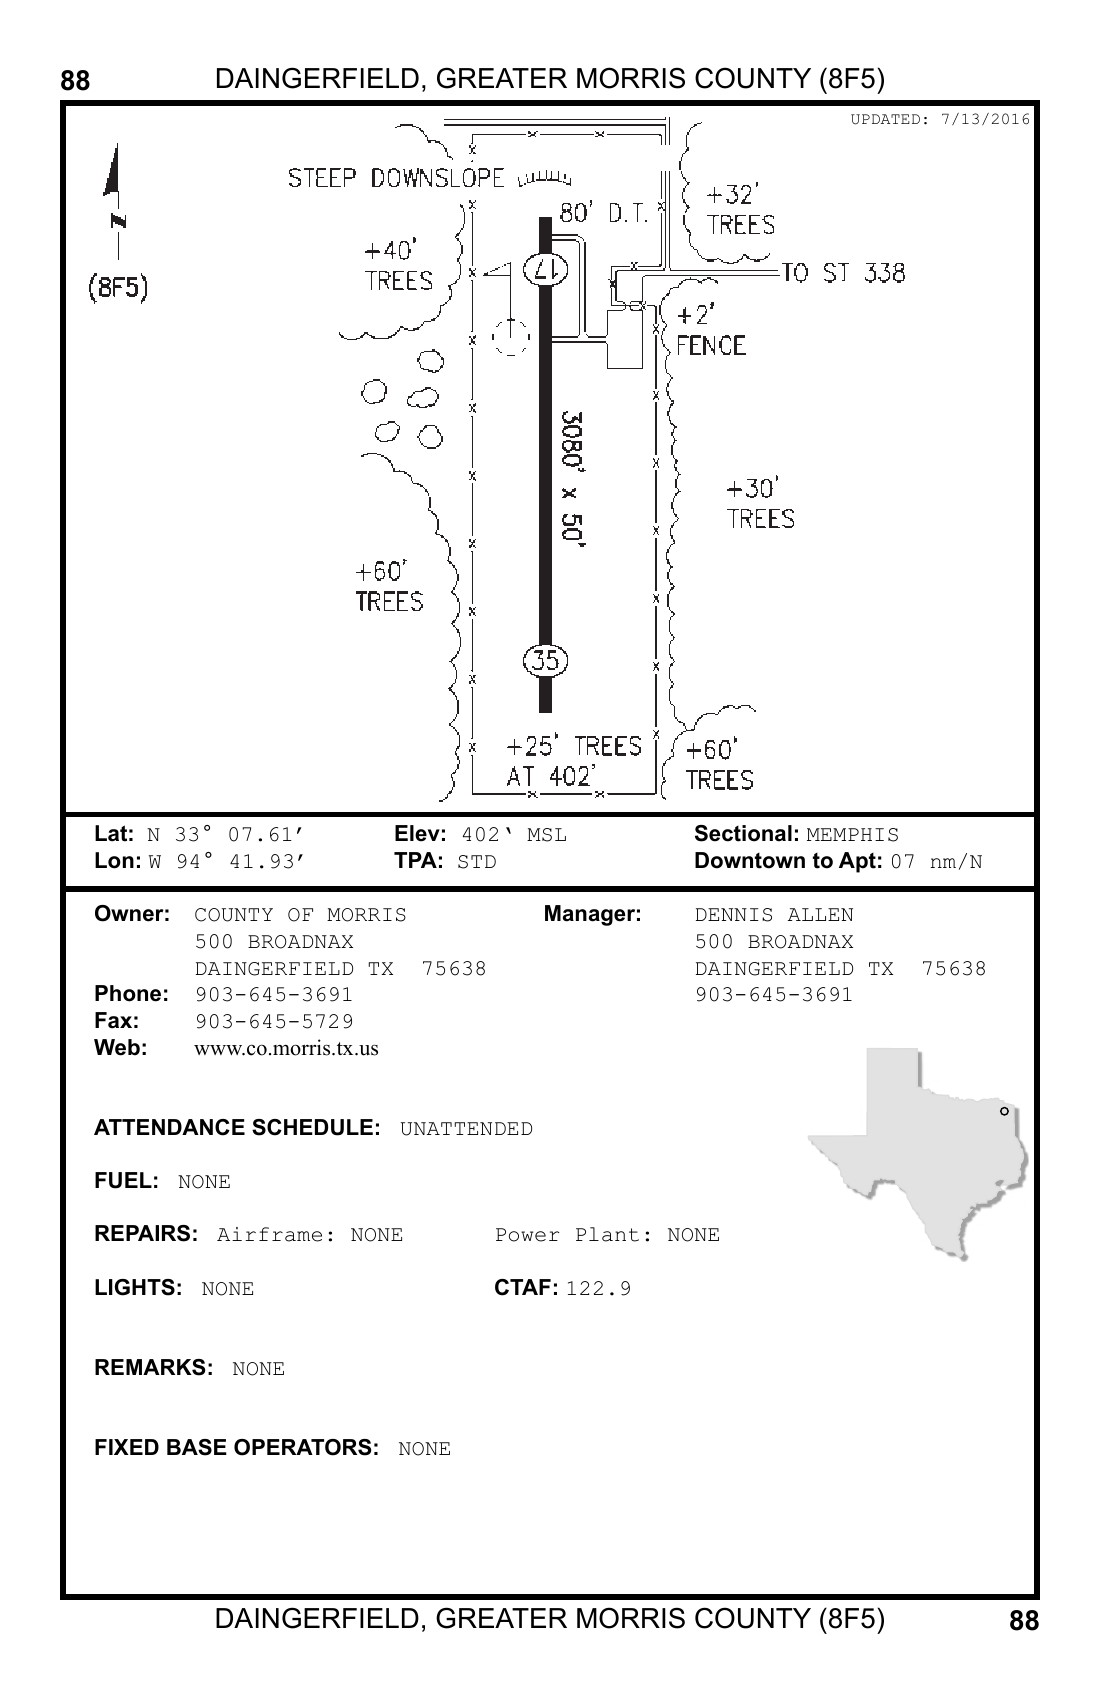 88 DAINGERFIELD, GREATER MORRIS COUNTY (8F5)
UPDATED: 7/13/2016
STEEP DOWNSLOPE
80' D.T.
+32'
TREES
N
(8F5)
+40'
TREES
17
TO ST 338
+2'
FENCE
3080' x 50'
+30'
TREES
+60'
TREES
35
+25' TREES
AT 402'
+60'
TREES
Lat: N 33° 07.61’ Elev: 402‘ MSL Sectional: MEMPHIS
Lon: W 94° 41.93’ TPA: STD Downtown to Apt: 07 nm/N
Owner: COUNTY OF MORRIS Manager: DENNIS ALLEN
500 BROADNAX 500 BROADNAX
DAINGERFIELD TX 75638 DAINGERFIELD TX 75638
Phone: 903-645-3691 903-645-3691
Fax: 903-645-5729
Web: www.co.morris.tx.us
ATTENDANCE SCHEDULE: UNATTENDED
FUEL: NONE
REPAIRS: Airframe: NONE Power Plant: NONE
LIGHTS: NONE CTAF: 122.9
REMARKS: NONE
FIXED BASE OPERATORS: NONE
DAINGERFIELD, GREATER MORRIS COUNTY (8F5) 88